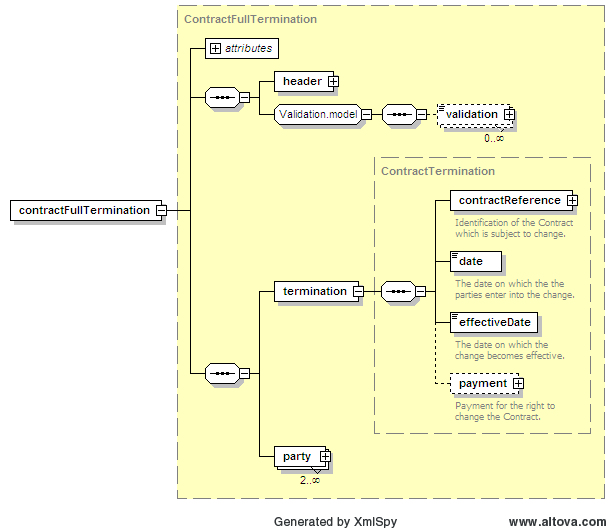 ContractFullTermination
attributes
header
Validation.model
validation
0..∞
ContractTermination
contractReference
Identification of the Contract
which is subject to change.
contractFullTermination
date
The date on which the the
parties enter into the change.
termination
effectiveDate
The date on which the
change becomes effective.
payment
Payment for the right to
change the Contract.
party
2..∞
Generated by XmlSpy
www.altova.com